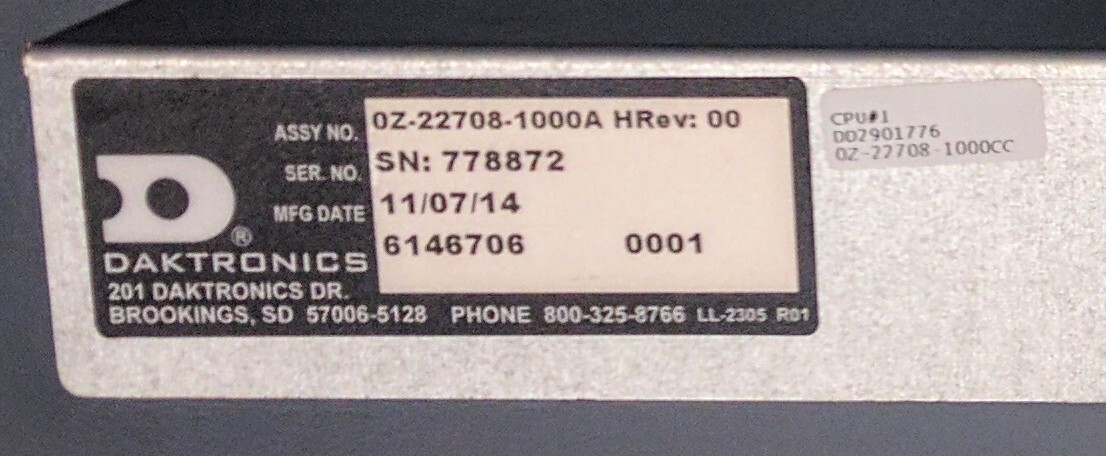 ASSY NO. 0Z-22708-1000A HRev: 00
SER. NO. SN: 778872
MFG DATE 11/07/14
6146706 0001
®
DAKTRONICS
201 DAKTRONICS DR.
BROOKINGS, SD 57006-5128 PHONE 800-325-8766 LL-2305 R01
CPU#1
DD2901776
0Z-22708-1000CC